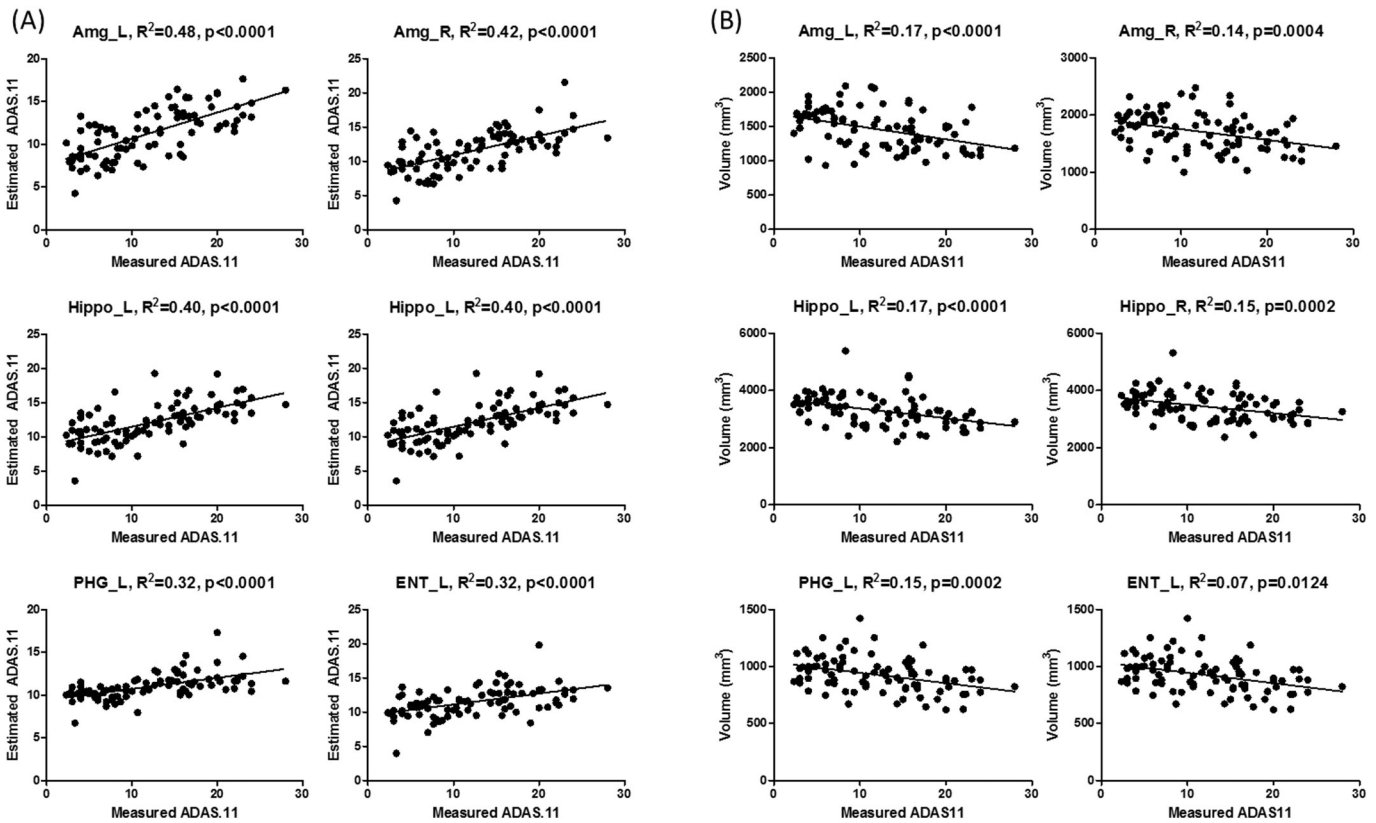 (A)
(B)
Amg_L, R²=0.48, p<0.0001
Estimated ADAS.11
20
15
10
5
0
0 10 20 30
Measured ADAS.11
Amg_R, R²=0.42, p<0.0001
Estimated ADAS.11
25
20
15
10
5
0
0 10 20 30
Measured ADAS.11
Amg_L, R²=0.17, p<0.0001
Volume (mm³)
2500
2000
1500
1000
500
0 10 20 30
Measured ADAS11
Amg_R, R²=0.14, p=0.0004
Volume (mm³)
3000
2000
1000
0
0 10 20 30
Measured ADAS11
Hippo_L, R²=0.40, p<0.0001
Estimated ADAS.11
25
20
15
10
5
0
0 10 20 30
Measured ADAS.11
Hippo_L, R²=0.40, p<0.0001
Estimated ADAS.11
25
20
15
10
5
0
0 10 20 30
Measured ADAS.11
Hippo_L, R²=0.17, p<0.0001
Volume (mm³)
6000
4000
2000
0
0 10 20 30
Measured ADAS11
Hippo_R, R²=0.15, p=0.0002
Volume (mm³)
6000
4000
2000
0
0 10 20 30
Measured ADAS11
PHG_L, R²=0.32, p<0.0001
Estimated ADAS.11
20
15
10
5
0
0 10 20 30
Measured ADAS.11
ENT_L, R²=0.32, p<0.0001
Estimated ADAS.11
25
20
15
10
5
0
0 10 20 30
Measured ADAS.11
PHG_L, R²=0.15, p=0.0002
Volume (mm³)
1500
1000
500
0
0 10 20 30
Measured ADAS11
ENT_L, R²=0.07, p=0.0124
Volume (mm³)
1500
1000
500
0
0 10 20 30
Measured ADAS11